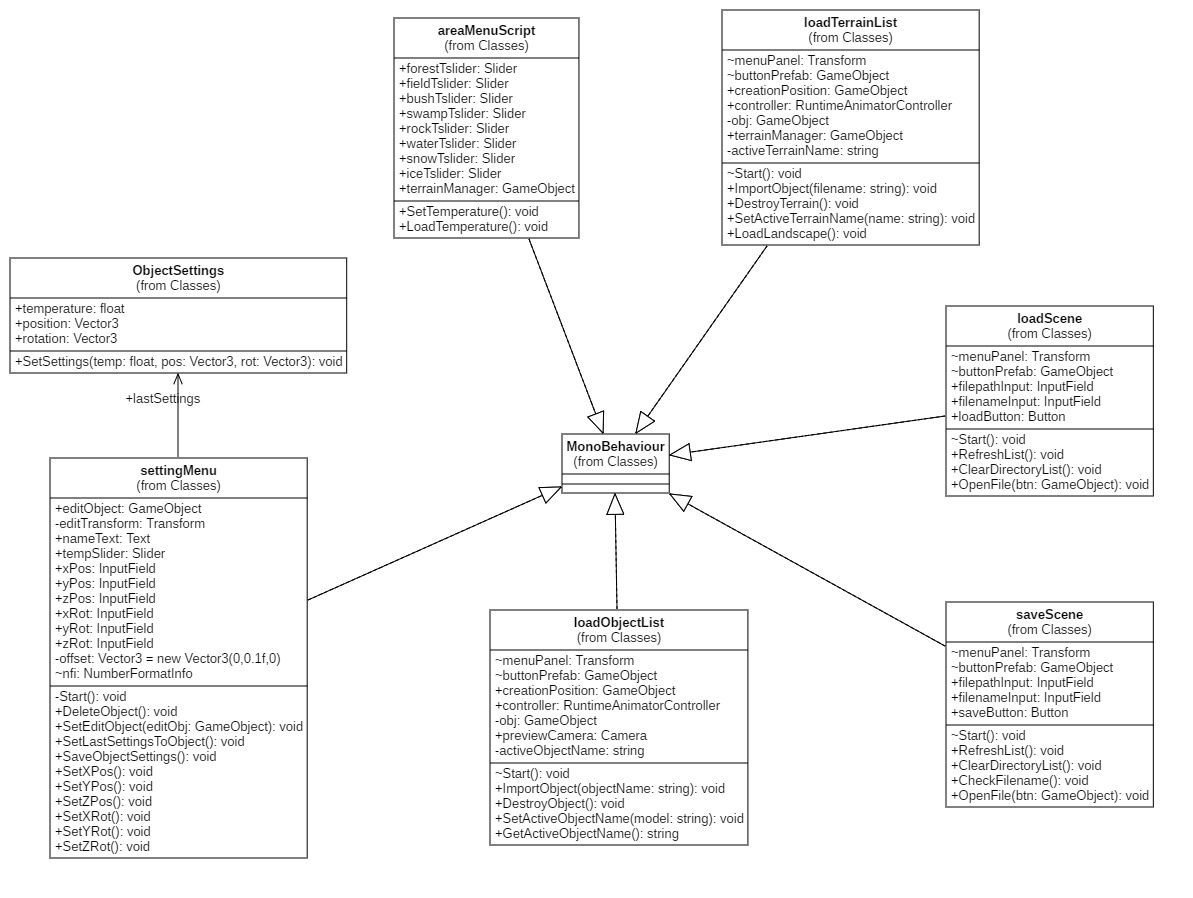 areaMenuScript
(from Classes)
+forestTslider: Slider
+fieldTslider: Slider
+bushTslider: Slider
+swampTslider: Slider
+rockTslider: Slider
+waterTslider: Slider
+snowTslider: Slider
+iceTslider: Slider
+terrainManager: GameObject
+SetTemperature(): void
+LoadTemperature(): void
loadTerrainList
(from Classes)
~menuPanel: Transform
~buttonPrefab: GameObject
+creationPosition: GameObject
+controller: RuntimeAnimatorController
-obj: GameObject
+terrainManager: GameObject
-activeTerrainName: string
~Start(): void
+ImportObject(filename: string): void
+DestroyTerrain(): void
+SetActiveTerrainName(name: string): void
+LoadLandscape(): void
ObjectSettings
(from Classes)
+temperature: float
+position: Vector3
+rotation: Vector3
+SetSettings(temp: float, pos: Vector3, rot: Vector3): void
+lastSettings
loadScene
(from Classes)
~menuPanel: Transform
~buttonPrefab: GameObject
+filepathInput: InputField
+filenameInput: InputField
+loadButton: Button
~Start(): void
+RefreshList(): void
+ClearDirectoryList(): void
+OpenFile(btn: GameObject): void
MonoBehaviour
(from Classes)
settingMenu
(from Classes)
+editObject: GameObject
-editTransform: Transform
+nameText: Text
+tempSlider: Slider
+xPos: InputField
+yPos: InputField
+zPos: InputField
+xRot: InputField
+yRot: InputField
+zRot: InputField
-offset: Vector3 = new Vector3(0,0.1f,0)
~nfi: NumberFormatInfo
-Start(): void
+DeleteObject(): void
+SetEditObject(editObj: GameObject): void
+SetLastSettingsToObject(): void
+SaveObjectSettings(): void
+SetXPos(): void
+SetYPos(): void
+SetZPos(): void
+SetXRot(): void
+SetYRot(): void
+SetZRot(): void
loadObjectList
(from Classes)
~menuPanel: Transform
~buttonPrefab: GameObject
+creationPosition: GameObject
+controller: RuntimeAnimatorController
-obj: GameObject
+previewCamera: Camera
-activeObjectName: string
~Start(): void
+ImportObject(objectName: string): void
+DestroyObject(): void
+SetActiveObjectName(model: string): void
+GetActiveObjectName(): string
saveScene
(from Classes)
~menuPanel: Transform
~buttonPrefab: GameObject
+filepathInput: InputField
+filenameInput: InputField
+saveButton: Button
~Start(): void
+RefreshList(): void
+ClearDirectoryList(): void
+CheckFilename(): void
+OpenFile(btn: GameObject): void